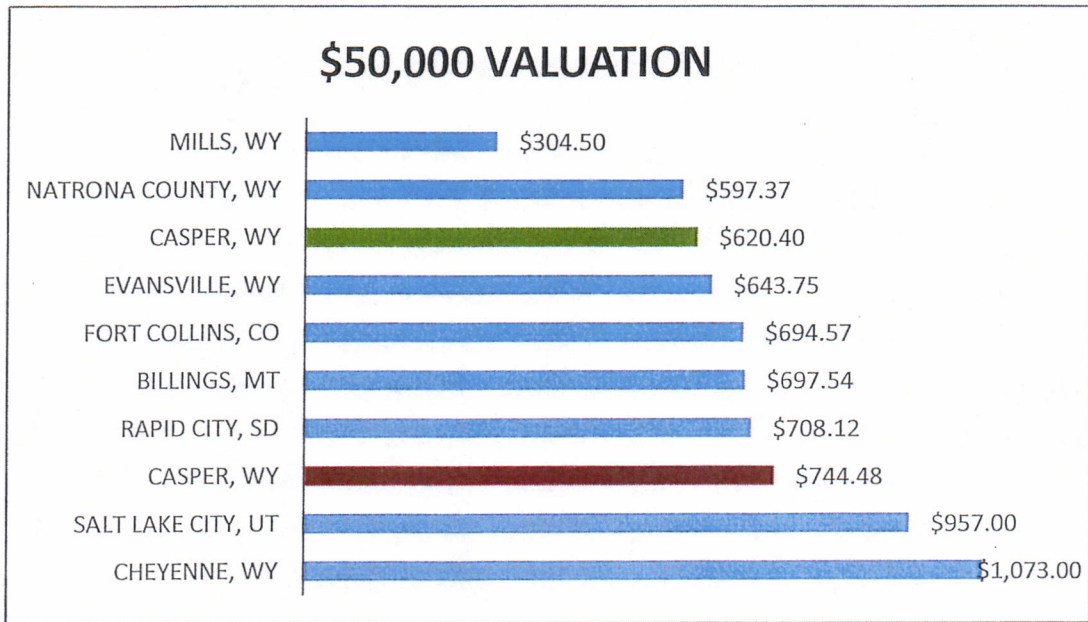 $50,000 VALUATION
MILLS, WY $304.50
NATRONA COUNTY, WY $597.37
CASPER, WY $620.40
EVANSVILLE, WY $643.75
FORT COLLINS, CO $694.57
BILLINGS, MT $697.54
RAPID CITY, SD $708.12
CASPER, WY $744.48
SALT LAKE CITY, UT $957.00
CHEYENNE, WY $1,073.00